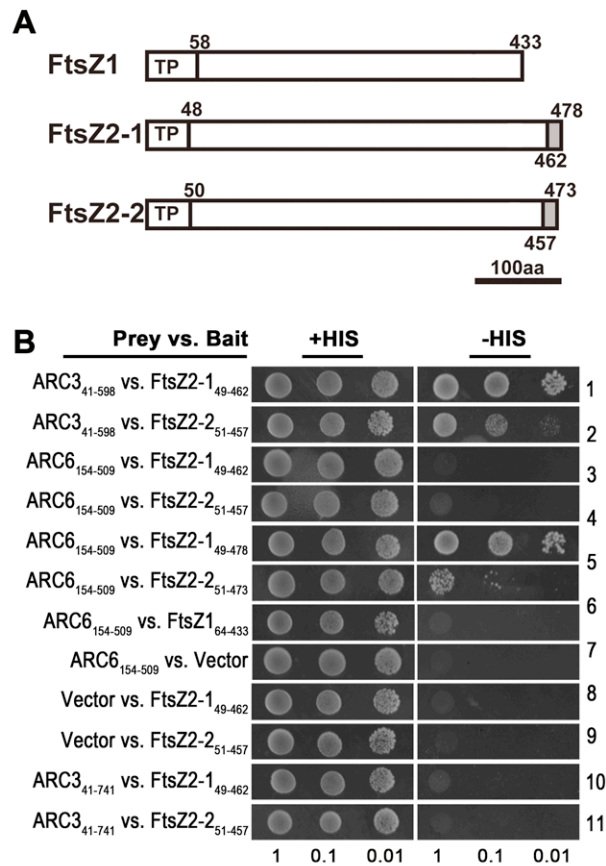 A
FtsZ1 TP 58 433
FtsZ2-1 TP 48 478
462
FtsZ2-2 TP 50 473
457
100aa
B Prey vs. Bait +HIS -HIS
ARC3₄₁₋₅₉₈ vs. FtsZ2-1₄₉₋₄₆₂ 1
ARC3₄₁₋₅₉₈ vs. FtsZ2-2₅₁₋₄₅₇ 2
ARC6₁₅₄₋₅₀₉ vs. FtsZ2-1₄₉₋₄₆₂ 3
ARC6₁₅₄₋₅₀₉ vs. FtsZ2-2₅₁₋₄₅₇ 4
ARC6₁₅₄₋₅₀₉ vs. FtsZ2-1₄₉₋₄₇₈ 5
ARC6₁₅₄₋₅₀₉ vs. FtsZ2-2₅₁₋₄₇₃
6
ARC6₁₅₄₋₅₀₉ vs. FtsZ1₆₄₋₄₃₃
ARC6₁₅₄₋₅₀₉ vs. Vector 7
Vector vs. FtsZ2-1₄₉₋₄₆₂ 8
Vector vs. FtsZ2-2₅₁₋₄₅₇ 9
ARC3₄₁₋₇₄₁ vs. FtsZ2-1₄₉₋₄₆₂ 10
ARC3₄₁₋₇₄₁ vs. FtsZ2-2₅₁₋₄₅₇ 11
1 0.1 0.01 1 0.1 0.01